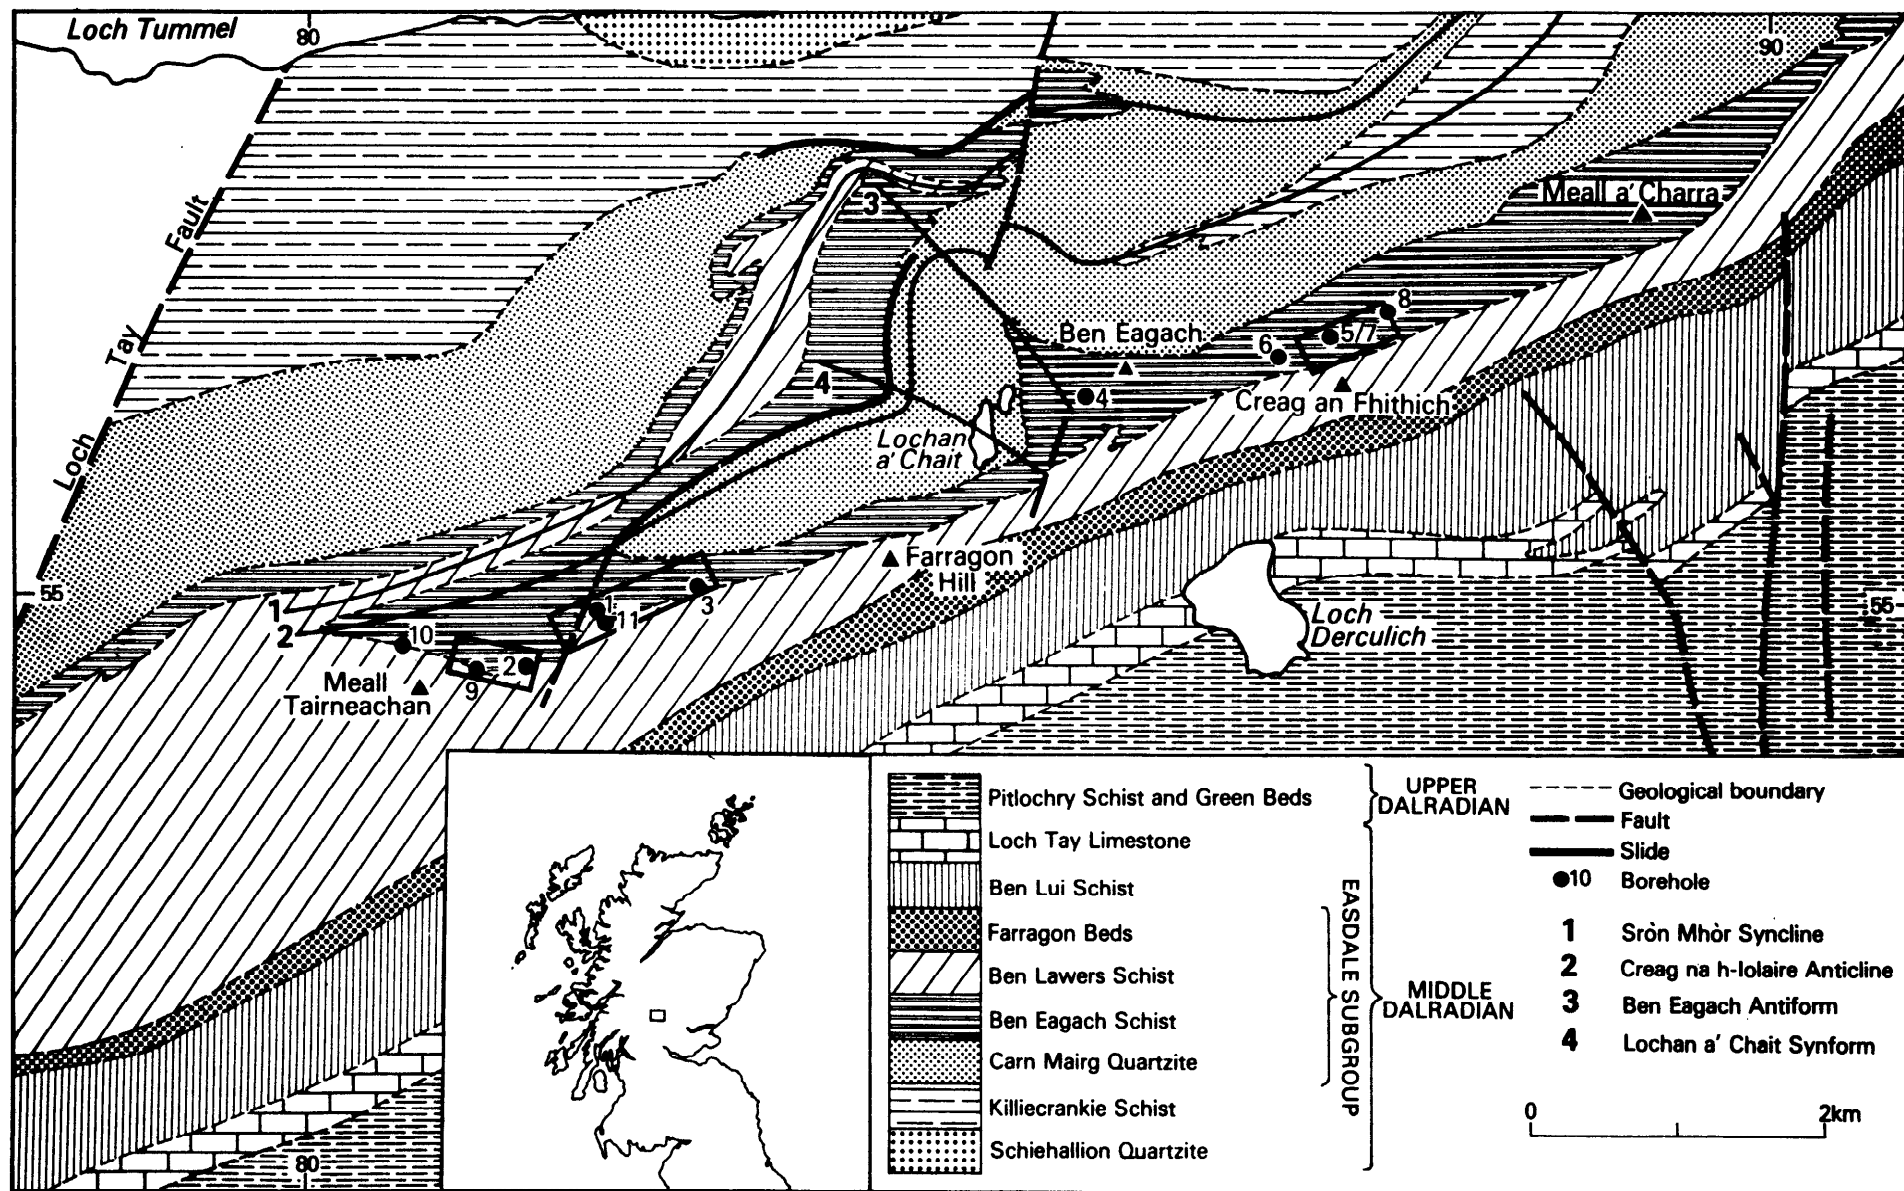 Loch Tummel
80
90
Fault
Tay
Loch
3
Meall a' Charra
8
5/7
6
Ben Eagach
4
4
Creag an Fhithich
Lochan
a' Chait
Farragon
Hill
55
1
2
10
1
11
3
2
9
Meall
Tairneachan
Loch
Derculich
55
80
Pitlochry Schist and Green Beds
Loch Tay Limestone
Ben Lui Schist
Farragon Beds
Ben Lawers Schist
Ben Eagach Schist
Carn Mairg Quartzite
Killiecrankie Schist
Schiehallion Quartzite
EASDALE SUBGROUP
UPPER
DALRADIAN
MIDDLE
DALRADIAN
Geological boundary
Fault
Slide
10 Borehole
1 Sròn Mhòr Syncline
2 Creag na h-Iolaire Anticline
3 Ben Eagach Antiform
4 Lochan a' Chait Synform
0 2km